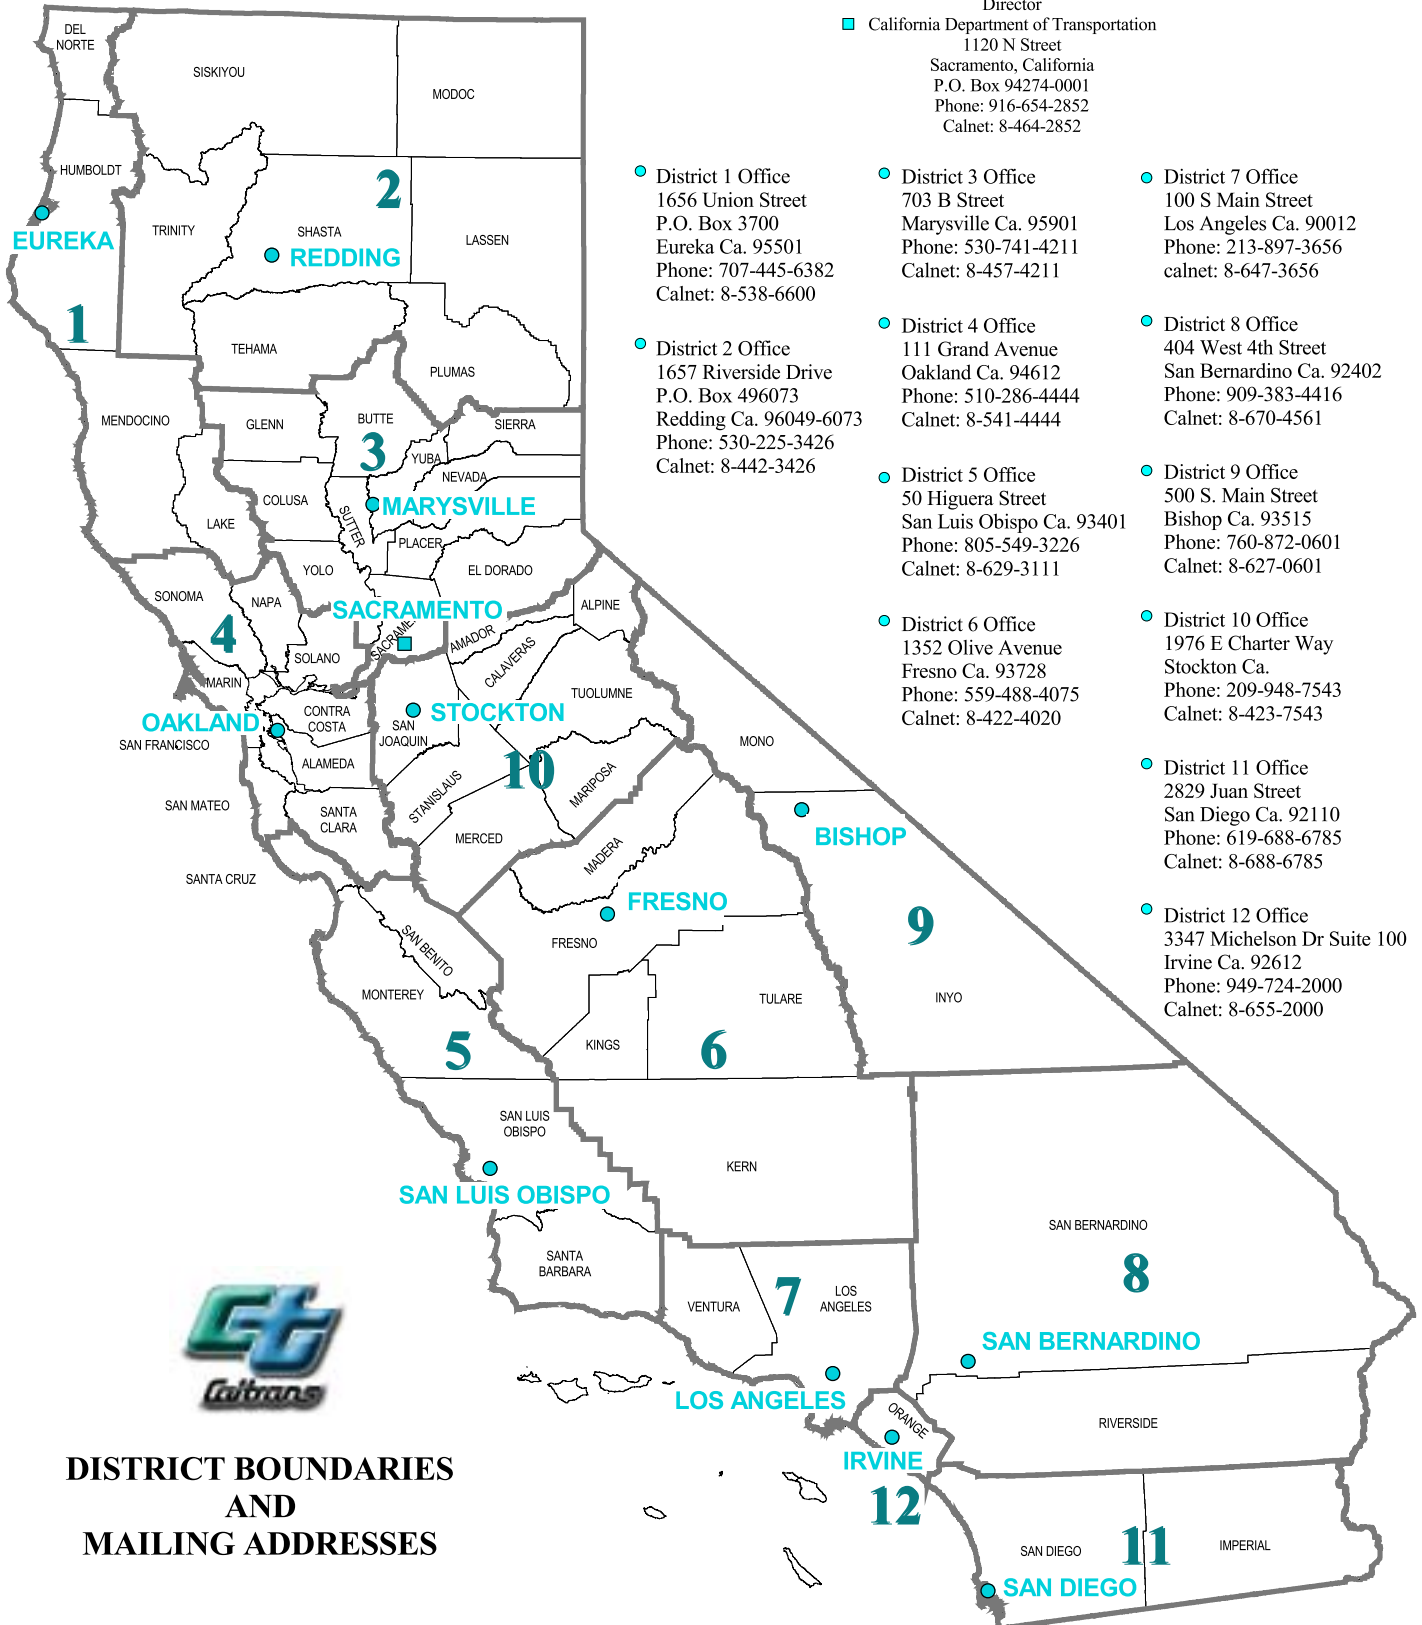 Director
California Department of Transportation
1120 N Street
Sacramento, California
P.O. Box 94274-0001
Phone: 916-654-2852
Calnet: 8-464-2852
District 1 Office
1656 Union Street
P.O. Box 3700
Eureka Ca. 95501
Phone: 707-445-6382
Calnet: 8-538-6600
District 2 Office
1657 Riverside Drive
P.O. Box 496073
Redding Ca. 96049-6073
Phone: 530-225-3426
Calnet: 8-442-3426
District 3 Office
703 B Street
Marysville Ca. 95901
Phone: 530-741-4211
Calnet: 8-457-4211
District 4 Office
111 Grand Avenue
Oakland Ca. 94612
Phone: 510-286-4444
Calnet: 8-541-4444
District 5 Office
50 Higuera Street
San Luis Obispo Ca. 93401
Phone: 805-549-3226
Calnet: 8-629-3111
District 6 Office
1352 Olive Avenue
Fresno Ca. 93728
Phone: 559-488-4075
Calnet: 8-422-4020
District 7 Office
100 S Main Street
Los Angeles Ca. 90012
Phone: 213-897-3656
calnet: 8-647-3656
District 8 Office
404 West 4th Street
San Bernardino Ca. 92402
Phone: 909-383-4416
Calnet: 8-670-4561
District 9 Office
500 S. Main Street
Bishop Ca. 93515
Phone: 760-872-0601
Calnet: 8-627-0601
District 10 Office
1976 E Charter Way
Stockton Ca.
Phone: 209-948-7543
Calnet: 8-423-7543
District 11 Office
2829 Juan Street
San Diego Ca. 92110
Phone: 619-688-6785
Calnet: 8-688-6785
District 12 Office
3347 Michelson Dr Suite 100
Irvine Ca. 92612
Phone: 949-724-2000
Calnet: 8-655-2000
DEL
NORTE
SISKIYOU
MODOC
HUMBOLDT
2
TRINITY
SHASTA
LASSEN
EUREKA
REDDING
1
TEHAMA
PLUMAS
MENDOCINO
GLENN
BUTTE
SIERRA
3
YUBA
NEVADA
COLUSA
SUTTER
MARYSVILLE
LAKE
PLACER
YOLO
EL DORADO
SONOMA
NAPA
SACRAMENTO
ALPINE
4
SACRAME
AMADOR
CALAVERAS
SOLANO
MARIN
TUOLUMNE
CONTRA
COSTA
OAKLAND
STOCKTON
SAN
JOAQUIN
SAN FRANCISCO
MONO
ALAMEDA
10
STANISLAUS
MARIPOSA
SAN MATEO
SANTA
CLARA
MERCED
BISHOP
MADERA
SANTA CRUZ
FRESNO
9
SAN BENITO
FRESNO
MONTEREY
TULARE
INYO
5
KINGS
6
SAN LUIS
OBISPO
KERN
SAN LUIS OBISPO
SAN BERNARDINO
SANTA
BARBARA
8
7
VENTURA
LOS
ANGELES
SAN BERNARDINO
LOS ANGELES
ORANGE
RIVERSIDE
IRVINE
12
SAN DIEGO
11
IMPERIAL
SAN DIEGO
Ct
Caltrans
DISTRICT BOUNDARIES
AND
MAILING ADDRESSES